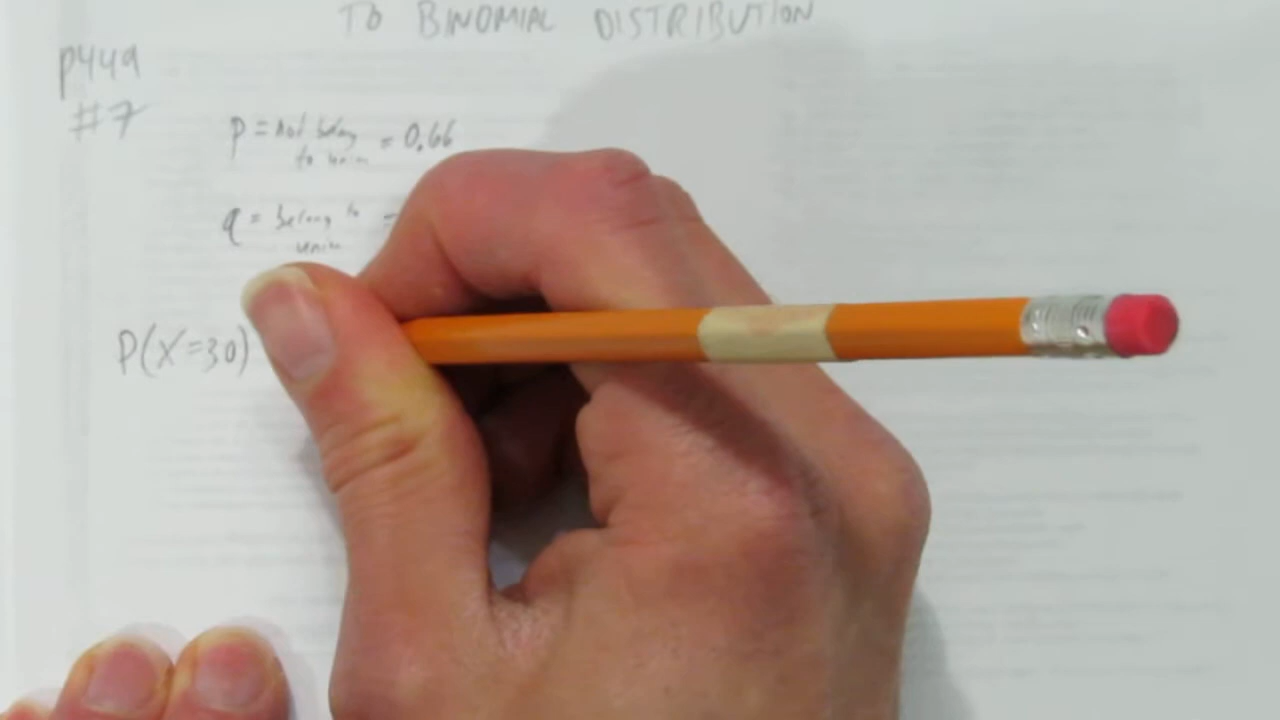 TO BINOMIAL DISTRIBUTION
p449
#7
p = not belong = 0.66
to union
q = belong to =
union
P(X=30)